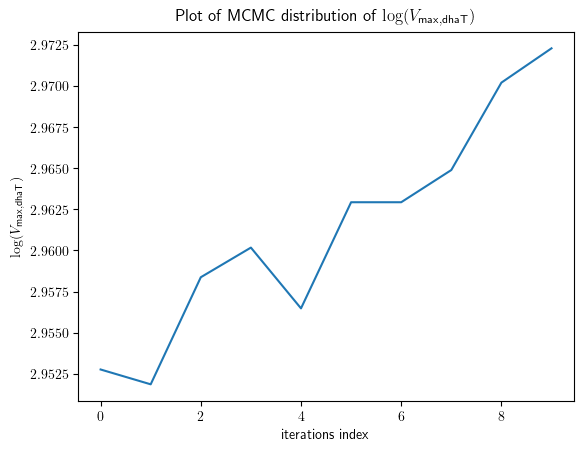 Plot of MCMC distribution of log(V_max,dhaT)
log(V_max,dhaT)
2.9725
2.9700
2.9675
2.9650
2.9625
2.9600
2.9575
2.9550
2.9525
0 2 4 6 8
iterations index